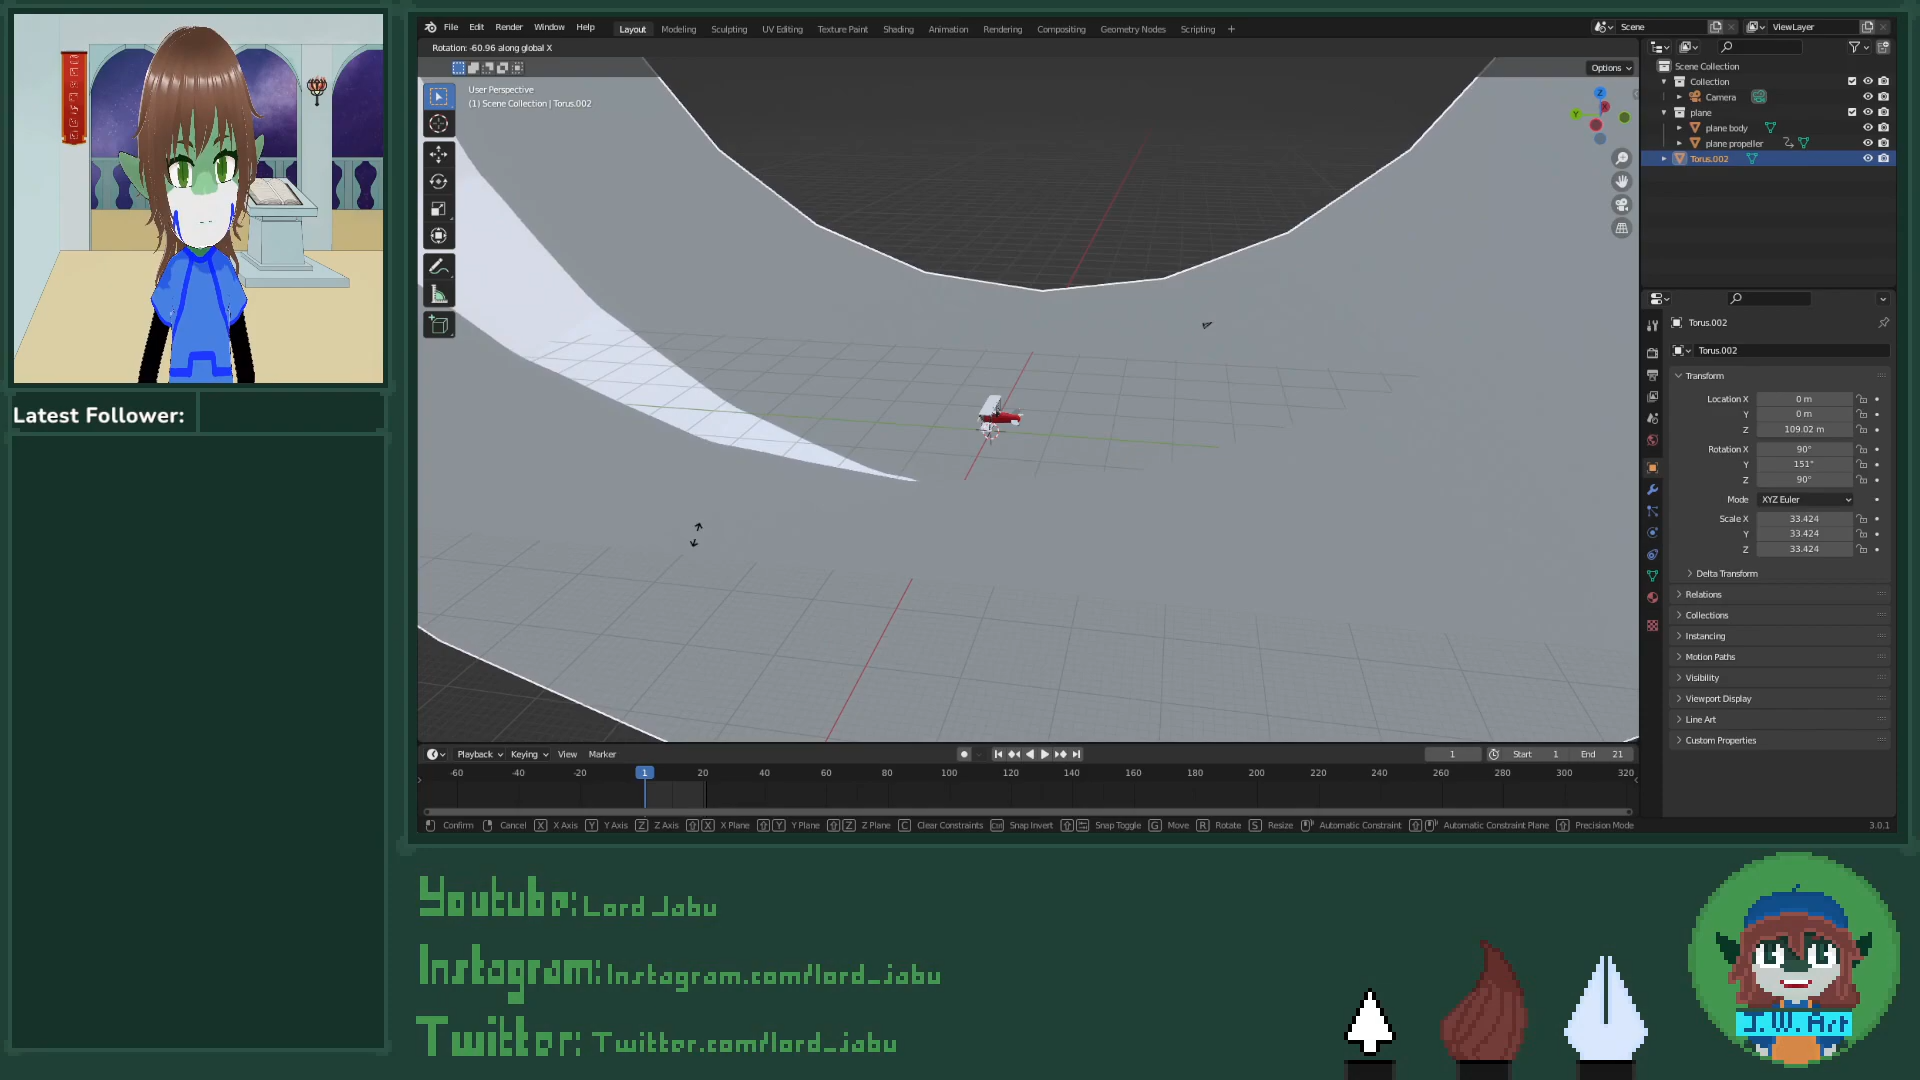 File Edit Render Window Help Layout Modeling Sculpting UV Editing Texture Paint Shading Animation Rendering Compositing Geometry Nodes Scripting + Scene ViewLayer
Rotation: -60.96 along global X
Options
User Perspective
(1) Scene Collection | Torus.002
Scene Collection
Collection
Camera
plane
plane body
plane propeller
Torus.002
Torus.002
Torus.002
Transform
Location X 0 m
Y 0 m
Z 109.02 m
Rotation X 90°
Y 151°
Z 90°
Mode XYZ Euler
Scale X 33.424
Y 33.424
Z 33.424
Delta Transform
Relations
Collections
Instancing
Motion Paths
Visibility
Viewport Display
Line Art
Custom Properties
Z
X
Y
Latest Follower:
Playback Keying View Marker 1 Start 1 End 21
-60 -40 -20 1 20 40 60 80 100 120 140 160 180 200 220 240 260 280 300 320
Confirm Cancel X X Axis Y Y Axis Z Z Axis X X Plane Y Y Plane Z Z Plane C Clear Constraints Ctrl Snap Invert Snap Toggle G Move R Rotate S Resize Automatic Constraint Automatic Constraint Plane Precision Mode 3.0.1
Youtube: Lord Jabu
Instagram: Instagram.com/lord_jabu
Twitter: Twitter.com/lord_jabu
J.W. Art